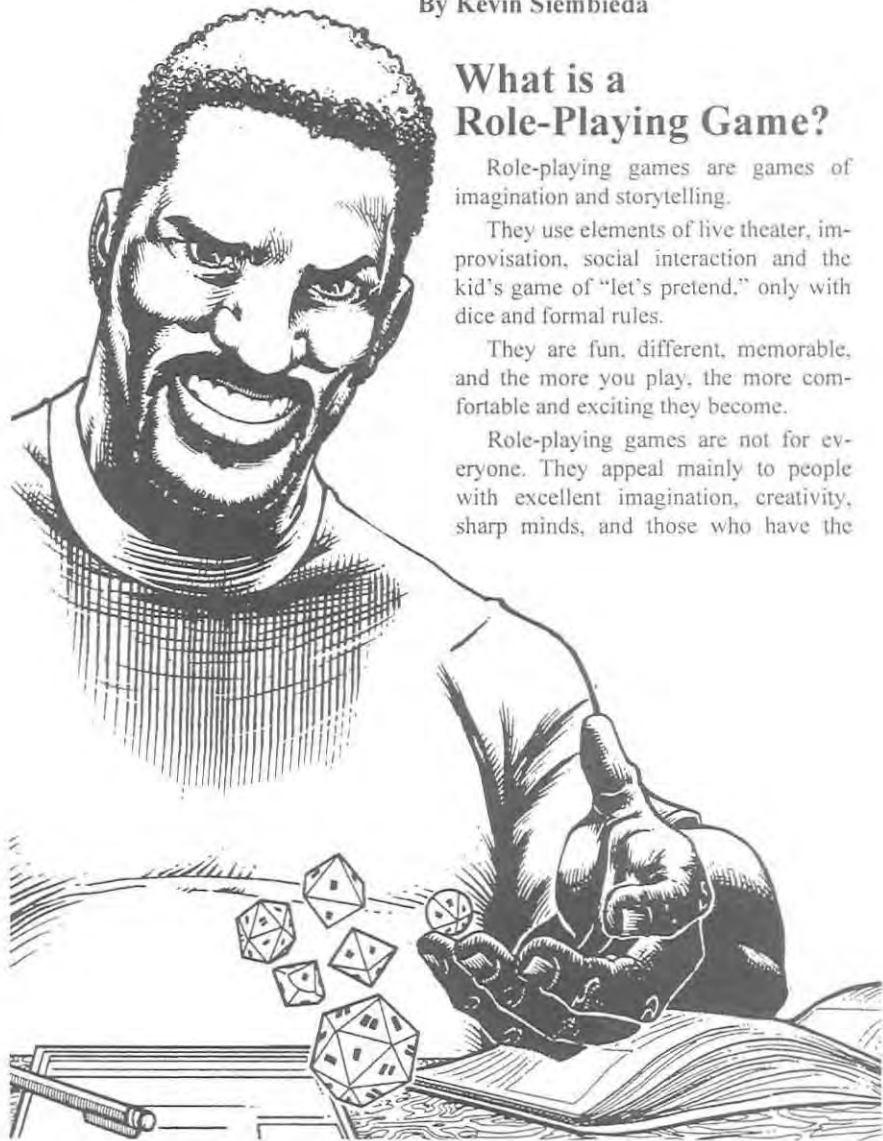 By Kevin Siembieda
What is a
Role-Playing Game?
Role-playing games are games of
imagination and storytelling.
They use elements of live theater, im-
provisation, social interaction and the
kid's game of "let's pretend," only with
dice and formal rules.
They are fun, different, memorable,
and the more you play, the more com-
fortable and exciting they become.
Role-playing games are not for ev-
eryone. They appeal mainly to people
with excellent imagination, creativity,
sharp minds, and those who have the